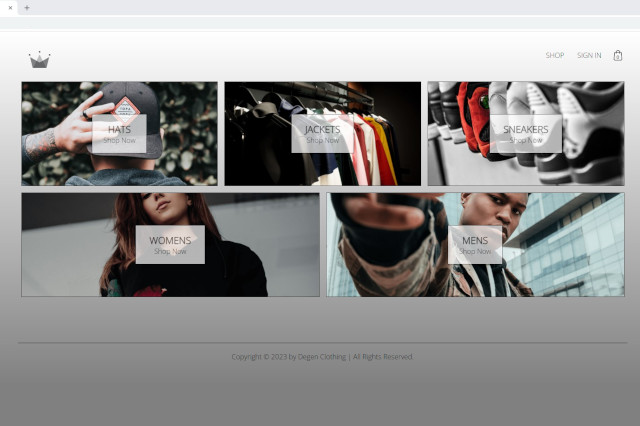 SHOP SIGN IN
0
HATS
Shop Now
JACKETS
Shop Now
SNEAKERS
Shop Now
WOMENS
Shop Now
MENS
Shop Now
Copyright © 2023 by Degen Clothing | All Rights Reserved.